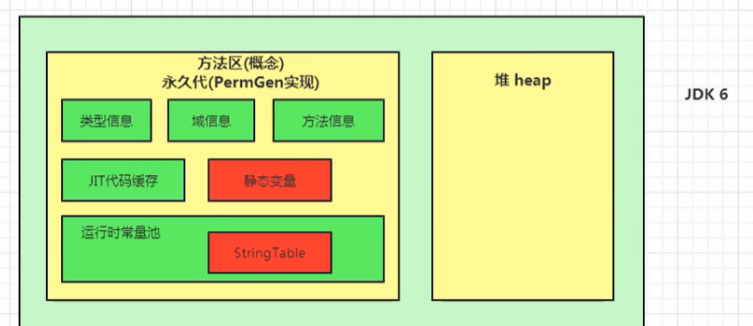 方法区(概念)
永久代(PermGen实现)
堆 heap
JDK 6
类型信息
域信息
方法信息
JIT代码缓存
静态变量
运行时常量池
StringTable